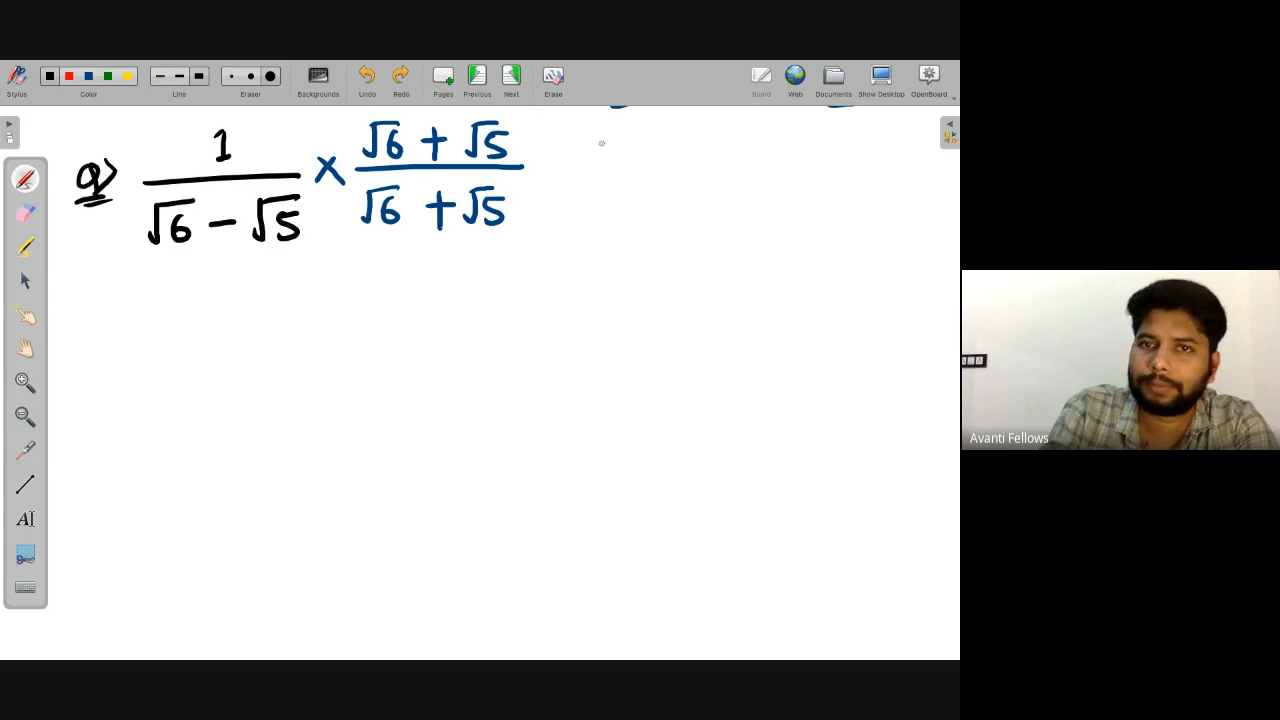 Stylus Color Line Eraser Backgrounds Undo Redo Pages Previous Next Erase Board Web Documents Show Desktop OpenBoard
Q) 1/(√6 − √5) × (√6 + √5)/(√6 + √5)
Avanti Fellows